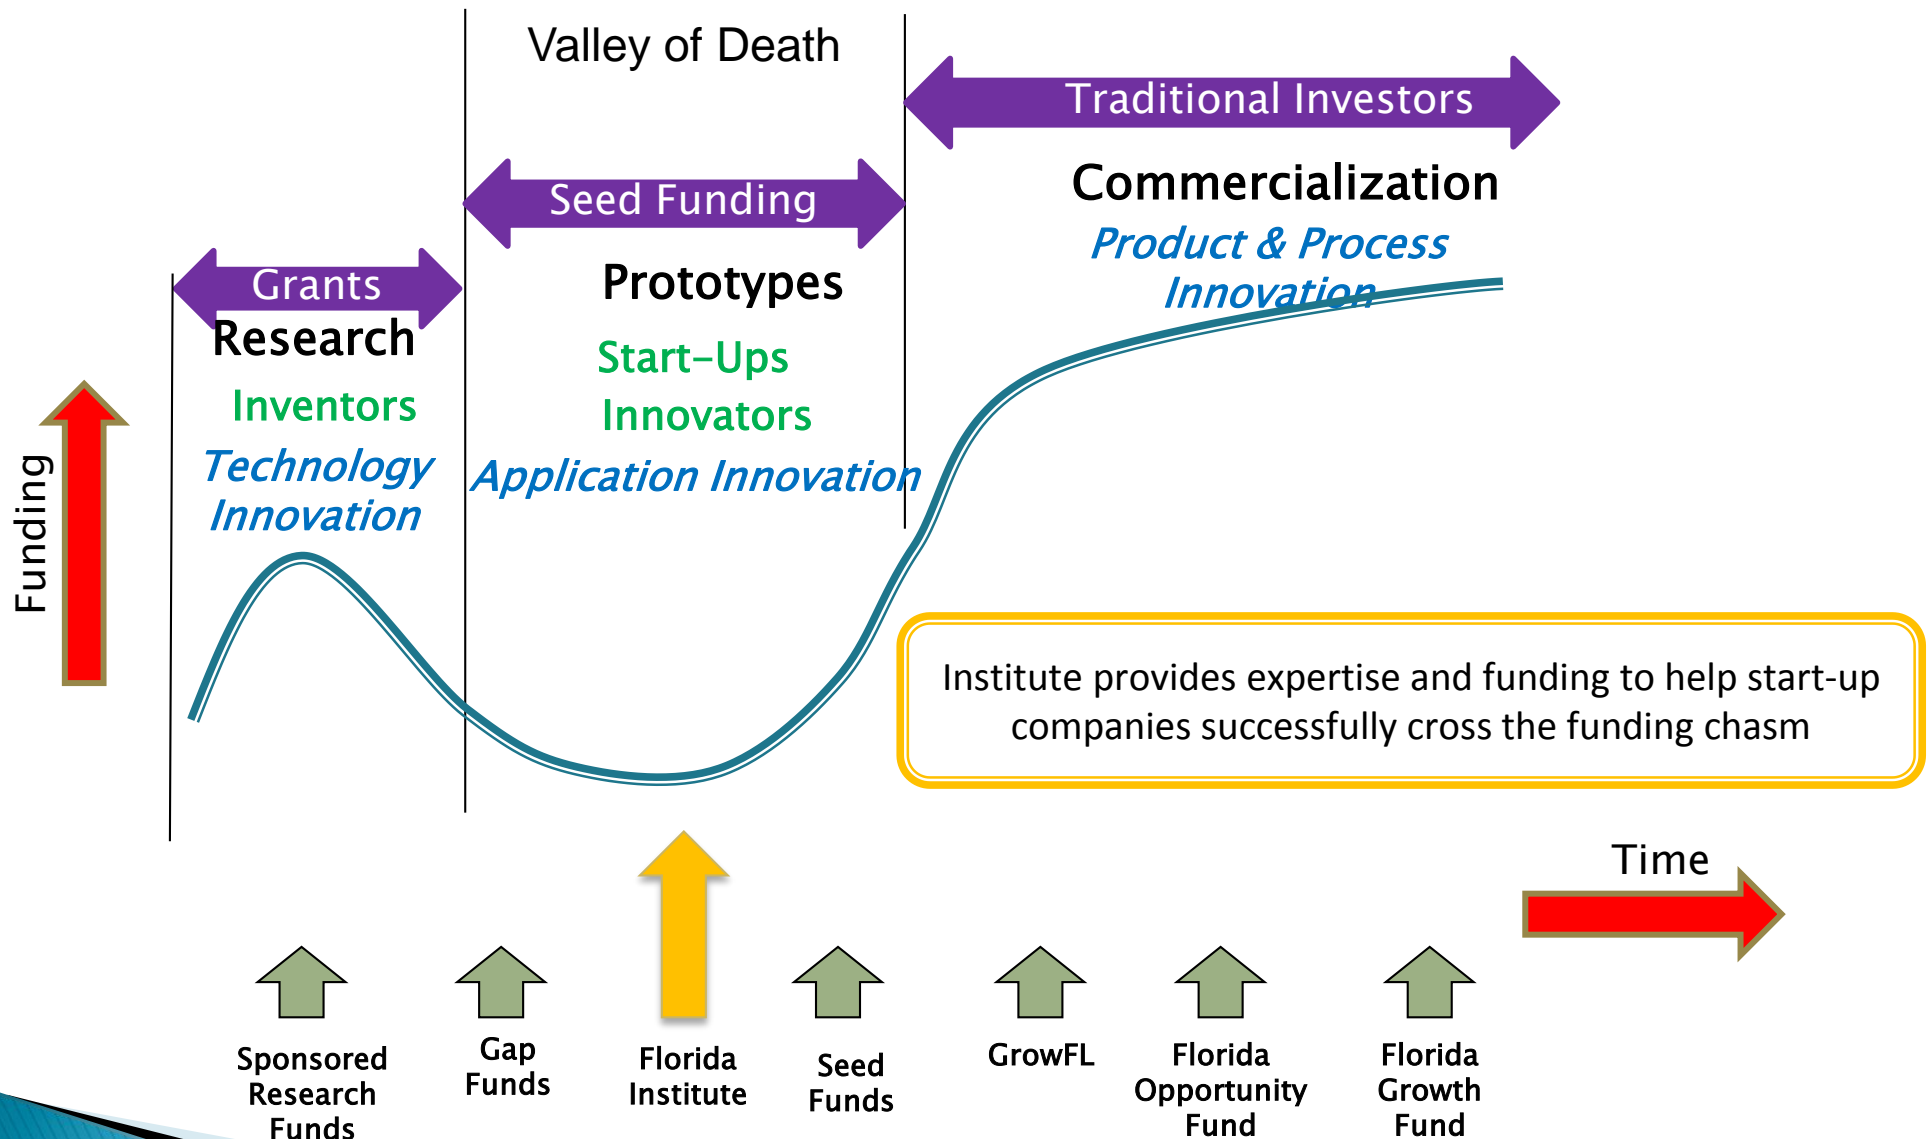 Valley of Death
Traditional Investors
Commercialization
Product & Process
Innovation
Seed Funding
Prototypes
Start-Ups
Innovators
Application Innovation
Grants
Research
Inventors
Technology
Innovation
Funding
Institute provides expertise and funding to help start-up
companies successfully cross the funding chasm
Time
Sponsored
Research
Funds
Gap
Funds
Florida
Institute
Seed
Funds
GrowFL
Florida
Opportunity
Fund
Florida
Growth
Fund